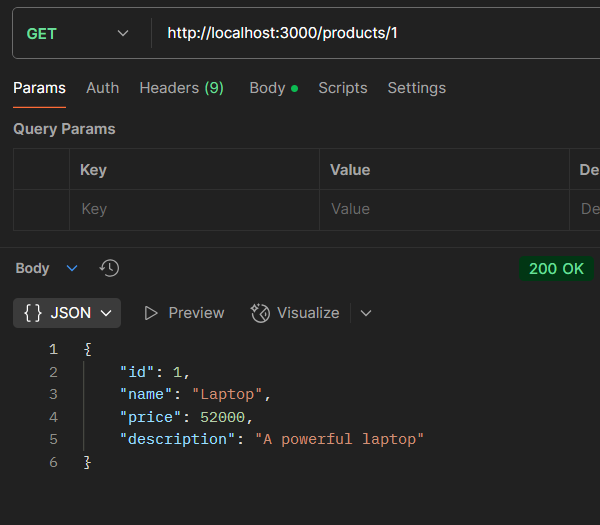 GET http://localhost:3000/products/1
Params Auth Headers (9) Body Scripts Settings
Query Params
Key Value De
Key Value De
Body 200 OK
{ } JSON Preview Visualize
1 {
2 "id": 1,
3 "name": "Laptop",
4 "price": 52000,
5 "description": "A powerful laptop"
6 }